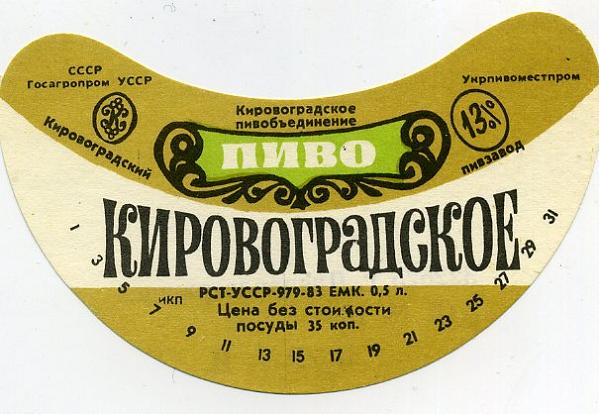 СССР
Госагропром УССР
Укрпивоместпром
Кировоградское
пивобъединение
13%
Кировоградский
пивзавод
ПИВО
КИРОВОГРАДСКОЕ
РСТ-УССР-979-83 ЕМК. 0,5 л.
ИКП
Цена без стоимости
посуды 35 коп.
1 3 5 7 9 11 13 15 17 19 21 23 25 27 29 31